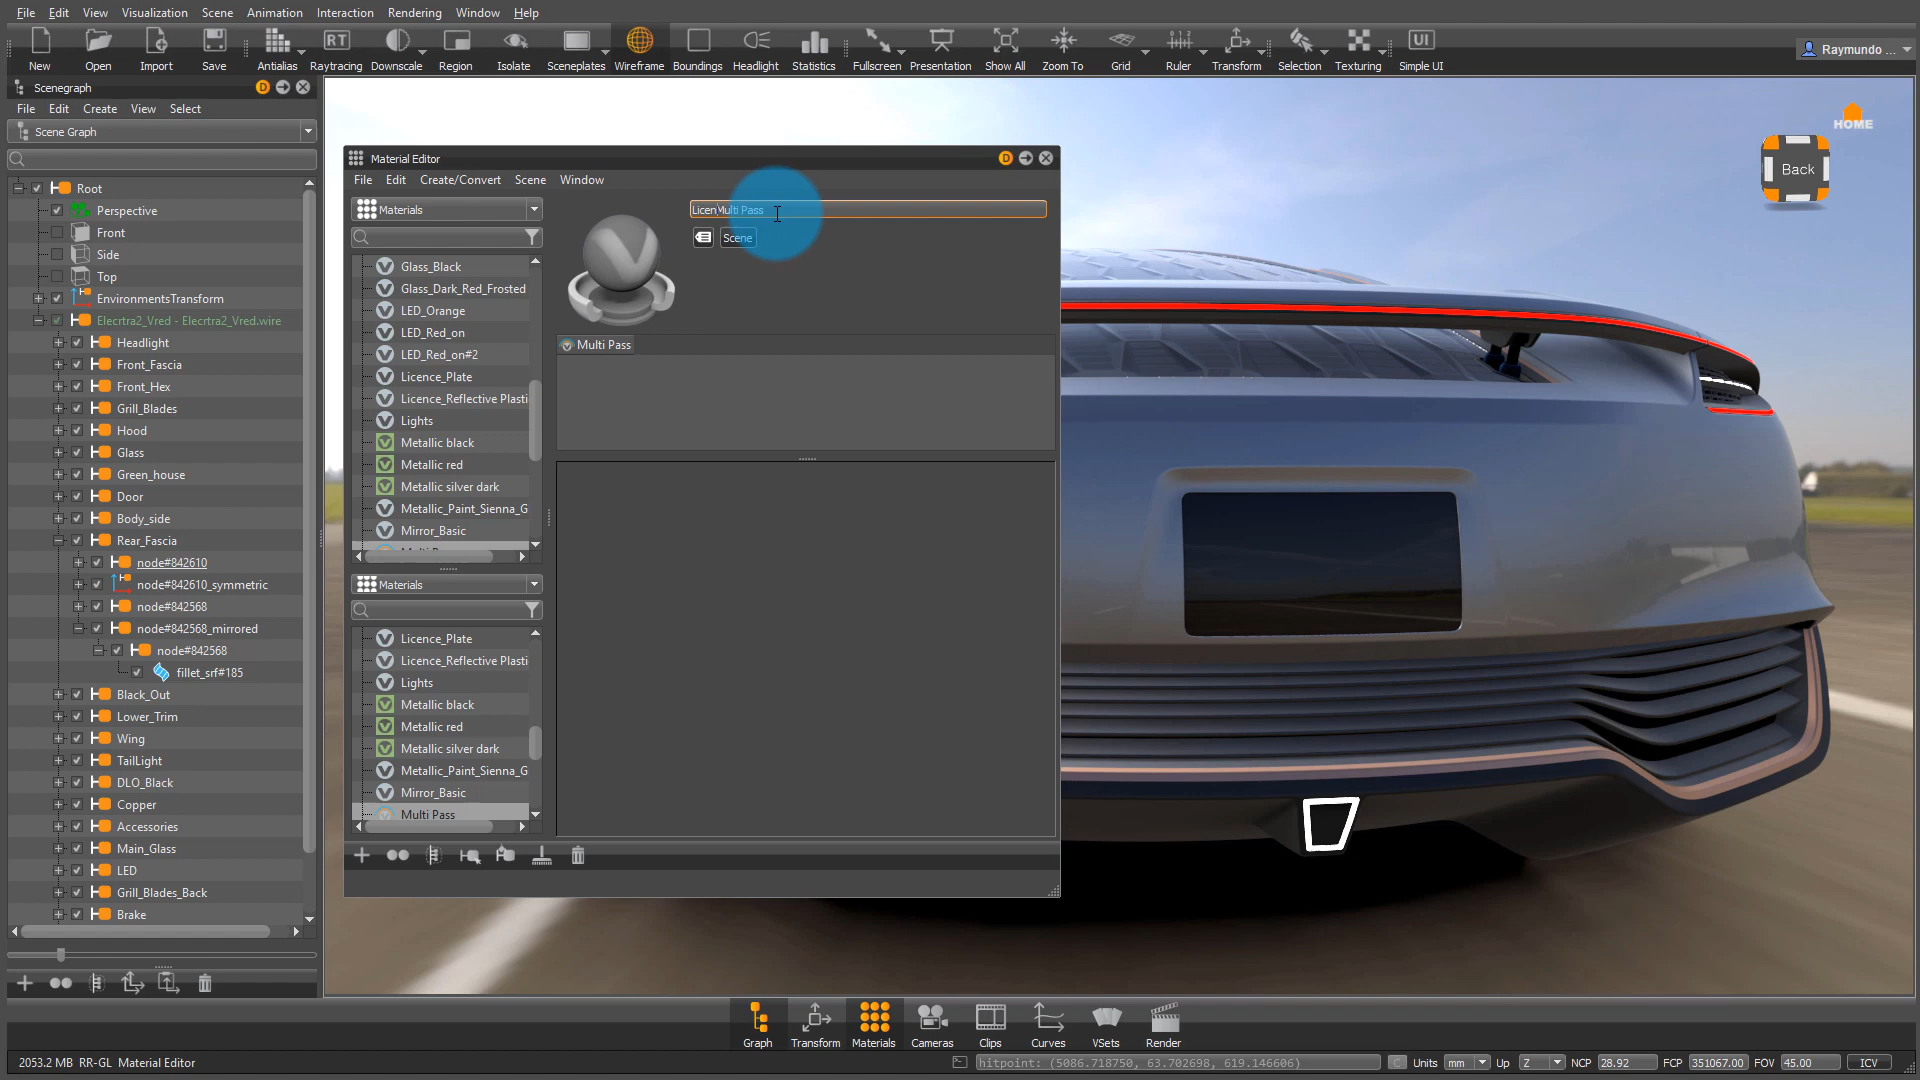 File Edit View Visualization Scene Animation Interaction Rendering Window Help
New Open Import Save Antialias Raytracing Downscale Region Isolate Sceneplates Wireframe Boundings Headlight Statistics Fullscreen Presentation Show All Zoom To Grid Ruler Transform Selection Texturing Simple UI
RT
UI
Raymundo ...
Scenegraph
D
File Edit Create View Select
Scene Graph
Root
Perspective
Front
Side
Top
EnvironmentsTransform
Elecrtra2_Vred - Elecrtra2_Vred.wire
Headlight
Front_Fascia
Front_Hex
Grill_Blades
Hood
Glass
Green_house
Door
Body_side
Rear_Fascia
node#842610
node#842610_symmetric
node#842568
node#842568_mirrored
node#842568
fillet_srf#185
Black_Out
Lower_Trim
Wing
TailLight
DLO_Black
Copper
Accessories
Main_Glass
LED
Grill_Blades_Back
Brake
Material Editor
D
File Edit Create/Convert Scene Window
Materials
Glass_Black
Glass_Dark_Red_Frosted
LED_Orange
LED_Red_on
LED_Red_on#2
Licence_Plate
Licence_Reflective Plasti
Lights
Metallic black
Metallic red
Metallic silver dark
Metallic_Paint_Sienna_G
Mirror_Basic
Materials
Licence_Plate
Licence_Reflective Plasti
Lights
Metallic black
Metallic red
Metallic silver dark
Metallic_Paint_Sienna_G
Mirror_Basic
Multi Pass
LicenMulti Pass
Scene
Multi Pass
HOME
Back
Graph Transform Materials Cameras Clips Curves VSets Render
2053.2 MB RR-GL Material Editor
hitpoint: (5086.718750, 63.702698, 619.146606)
C Units mm Up Z NCP 28.92 FCP 351067.00 FOV 45.00 ICV